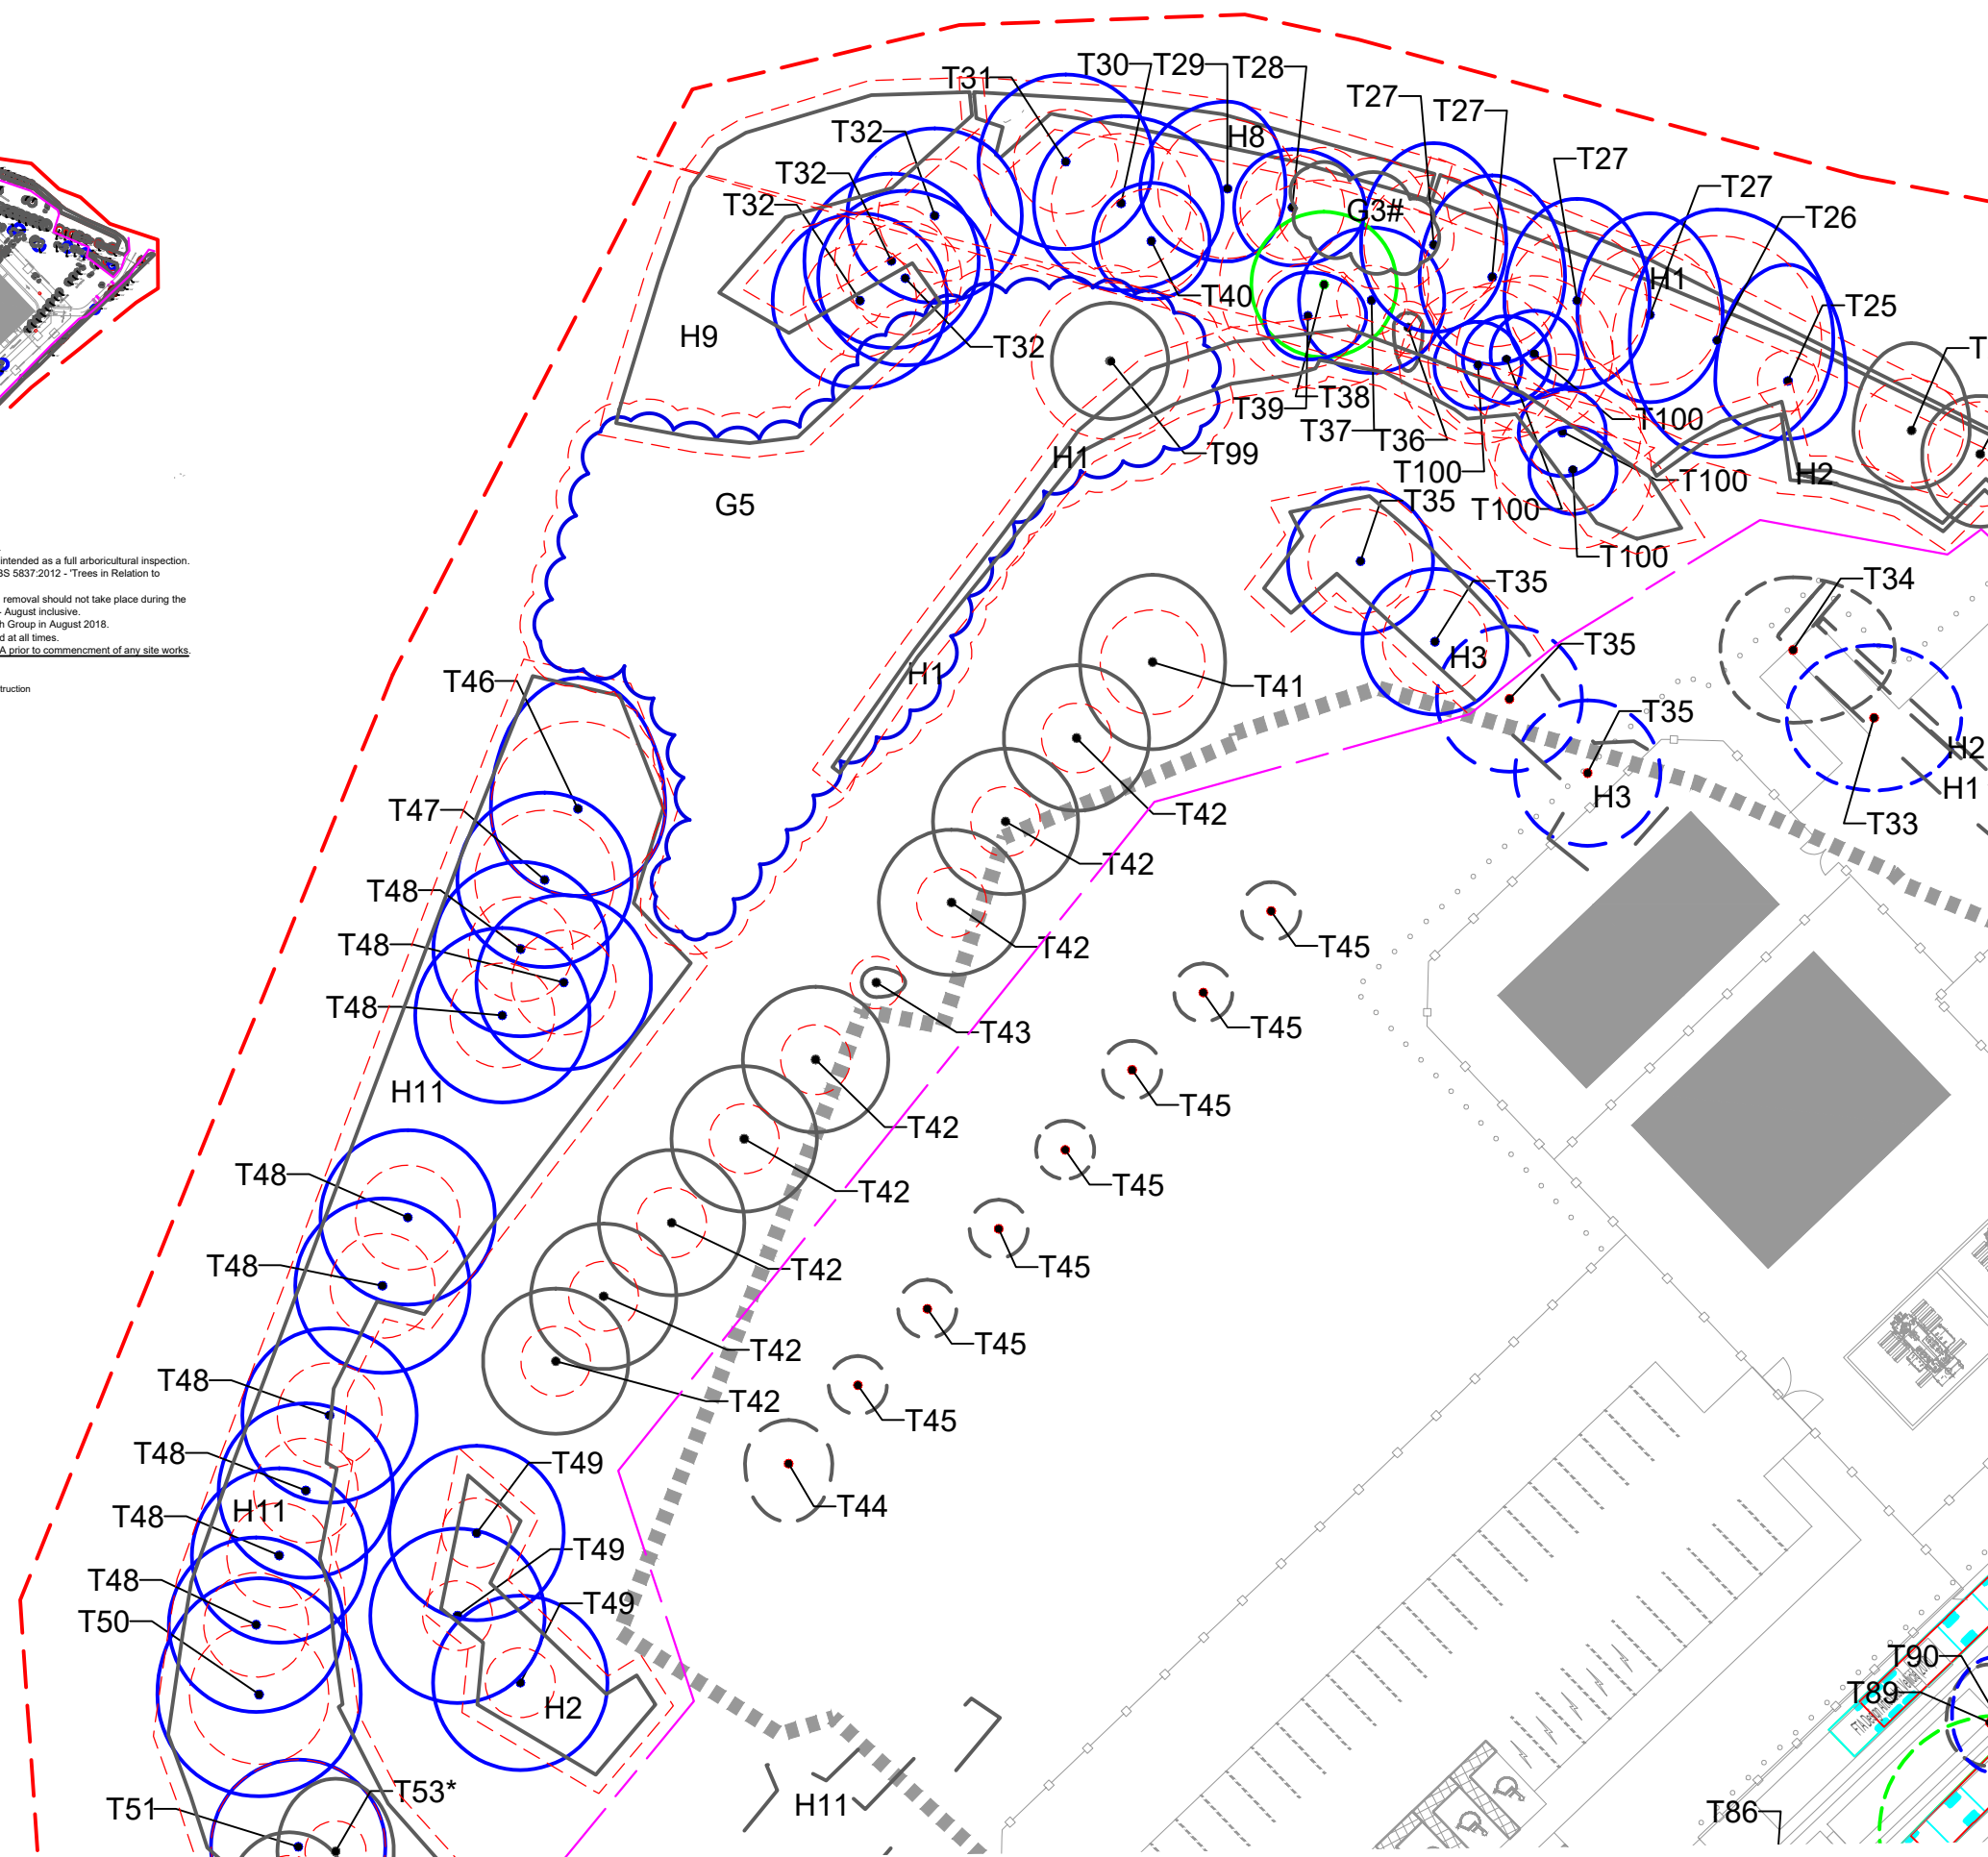 T31
T30
T29
T28
T27
T27
T32
H8
T27
T32
G3#
T27
T32
T26
H1
T40
T25
H9
T32
T
T39
T38
T100
T37
T36
T99
H1
T100
H2
T100
G5
T35
T100
T100
intended as a full arboricultural inspection.
BS 5837:2012 - 'Trees in Relation to
removal should not take place during the
- August inclusive.
h Group in August 2018.
d at all times.
A prior to commencement of any site works.
truction
T35
T34
T35
H3
H1
T46
T41
T35
H2
H1
H3
T47
T42
T33
T42
T48
T48
T42
T45
T48
T43
T45
H11
T45
T42
T48
T42
T45
T48
T42
T45
T42
T45
T48
T42
T45
T48
T49
H11
T44
T48
T49
T48
T49
T50
H2
T90
T89
T53*
T51
H11
T86